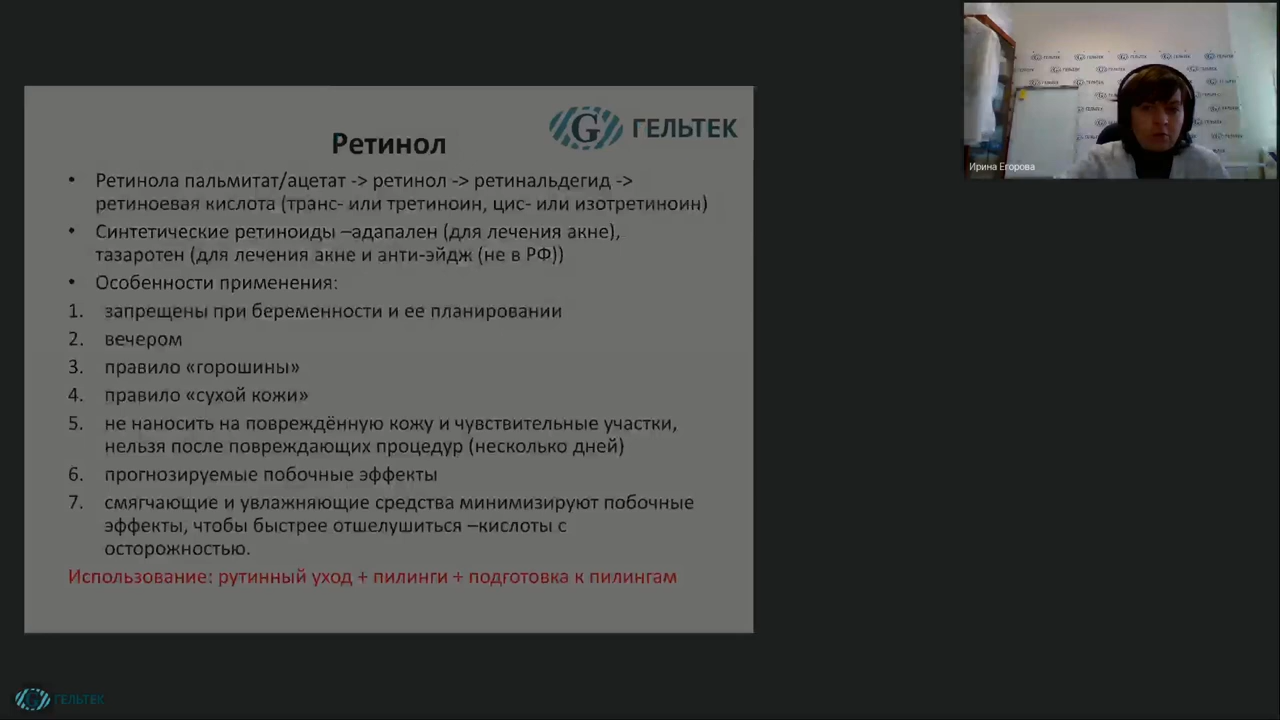 Ретинол
ГЕЛЬТЕК
• Ретинола пальмитат/ацетат -> ретинол -> ретинальдегид ->
ретиноевая кислота (транс- или третиноин, цис- или изотретиноин)
• Синтетические ретиноиды –адапален (для лечения акне),
тазаротен (для лечения акне и анти-эйдж (не в РФ))
• Особенности применения:
1. запрещены при беременности и ее планировании
2. вечером
3. правило «горошины»
4. правило «сухой кожи»
5. не наносить на повреждённую кожу и чувствительные участки,
нельзя после повреждающих процедур (несколько дней)
6. прогнозируемые побочные эффекты
7. смягчающие и увлажняющие средства минимизируют побочные
эффекты, чтобы быстрее отшелушиться –кислоты с
осторожностью.
Использование: рутинный уход + пилинги + подготовка к пилингам
Ирина Егорова
ГЕЛЬТЕК